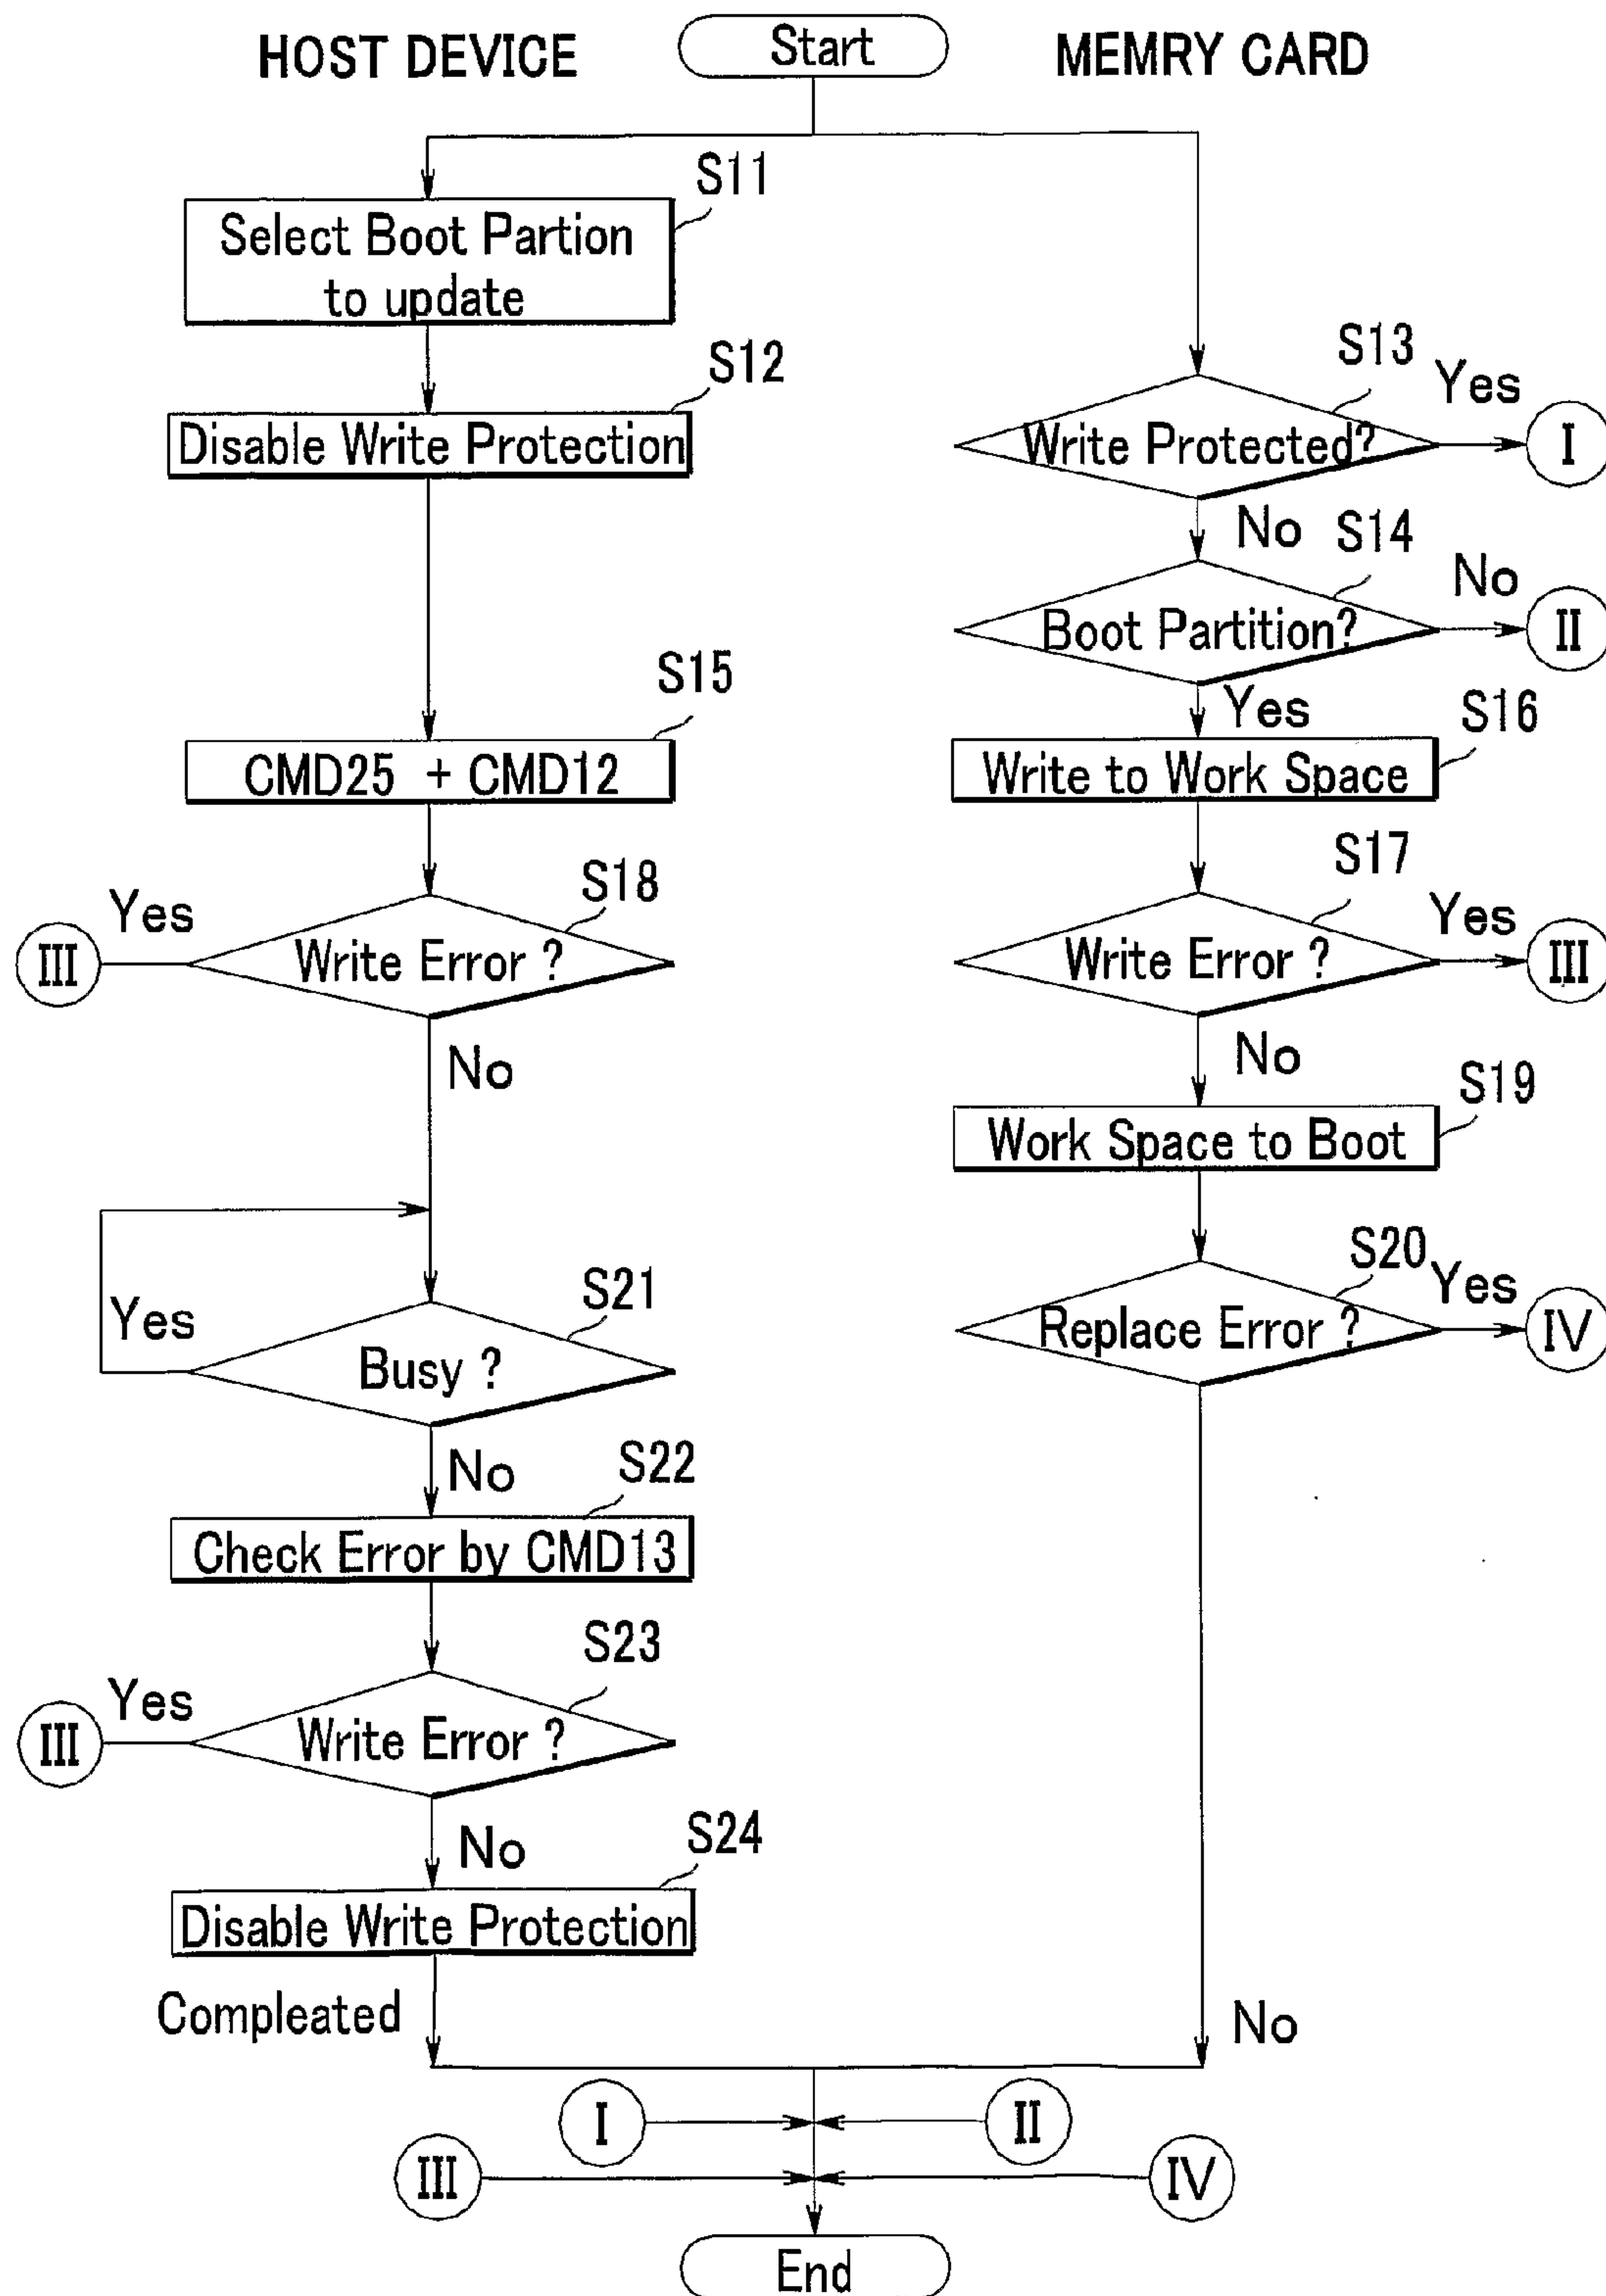 HOST DEVICE
Start
MEMRY CARD
S11
Select Boot Partion
to update
S12
Disable Write Protection
S13
Write Protected?
Yes
I
No
S14
Boot Partition?
No
II
Yes
S15
CMD25 + CMD12
S16
Write to Work Space
S17
Write Error ?
Yes
III
No
S18
Write Error ?
Yes
III
No
S19
Work Space to Boot
S20
Replace Error ?
Yes
IV
S21
Busy ?
Yes
No
S22
Check Error by CMD13
S23
Write Error ?
Yes
III
No
S24
Disable Write Protection
Compleated
No
I
II
III
IV
End